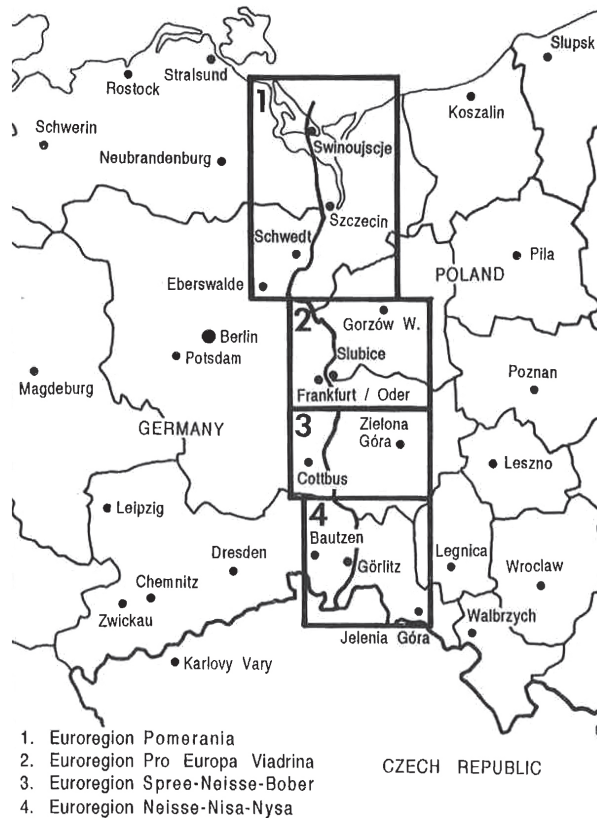 Slupsk
Stralsund
Rostock
1
Koszalin
Schwerin
Swinoujscje
Neubrandenburg
Szczecin
Schwedt
Pila
POLAND
Eberswalde
2
Gorzów W.
Berlin
Slubice
Potsdam
Magdeburg
Poznan
Frankfurt / Oder
GERMANY
3
Zielona
Góra
Leszno
Cottbus
Leipzig
4
Bautzen
Dresden
Görlitz
Legnica
Wroclaw
Chemnitz
Zwickau
Walbrzych
Jelenia Góra
Karlovy Vary
1. Euroregion Pomerania
2. Euroregion Pro Europa Viadrina
CZECH REPUBLIC
3. Euroregion Spree-Neisse-Bober
4. Euroregion Neisse-Nisa-Nysa